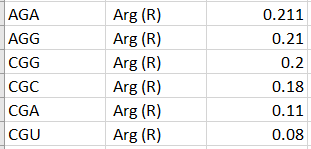 AGA Arg (R) 0.211
AGG Arg (R) 0.21
CGG Arg (R) 0.2
CGC Arg (R) 0.18
CGA Arg (R) 0.11
CGU Arg (R) 0.08